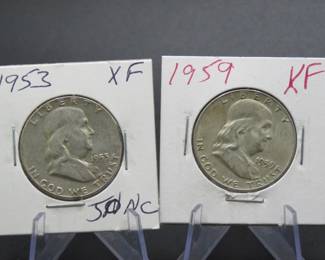 1953 XF
LIBERTY
1953
IN GOD WE TRUST
1959 XF
LIBERTY
1959
IN GOD WE TRUST